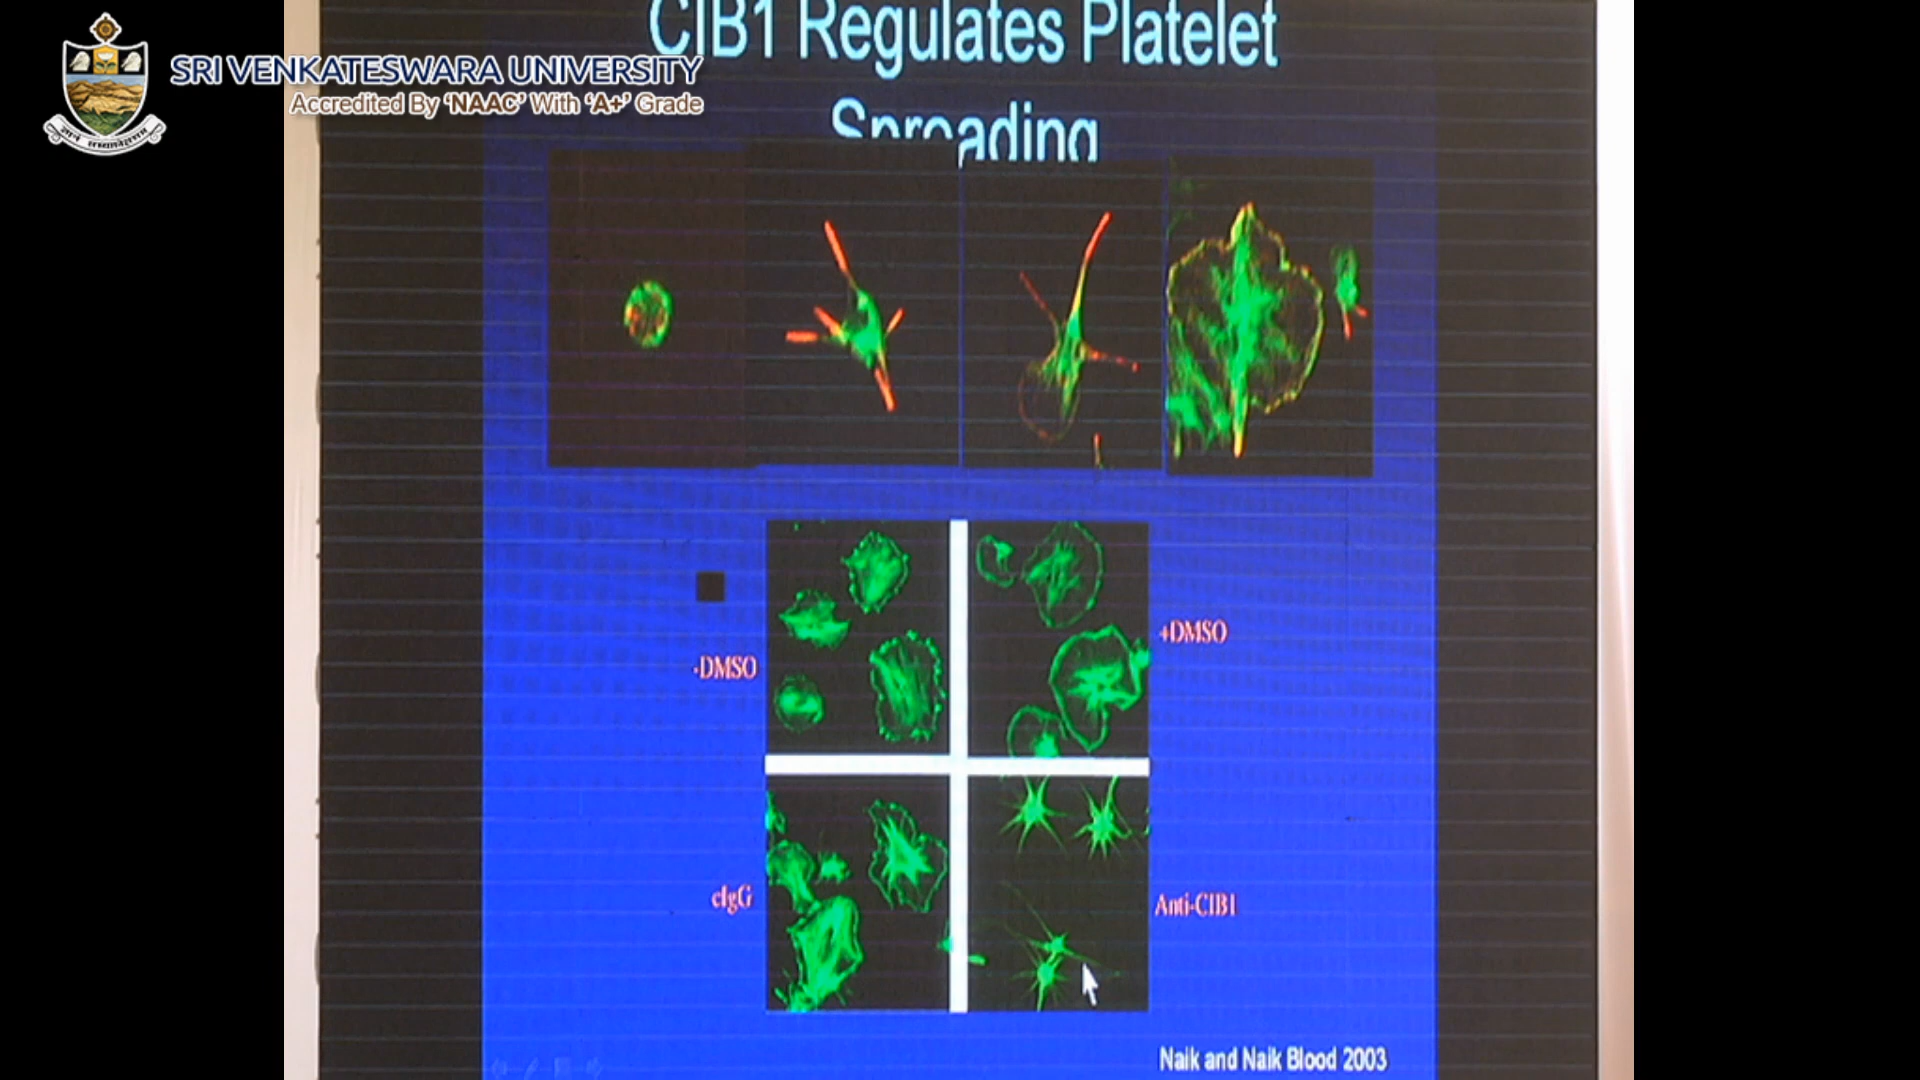 CIB1 Regulates Platelet
Spreading
SRI VENKATESWARA UNIVERSITY
Accredited By ‘NAAC’ With ‘A+’ Grade
-DMSO
+DMSO
cIgG
Anti-CIB1
Naik and Naik Blood 2003